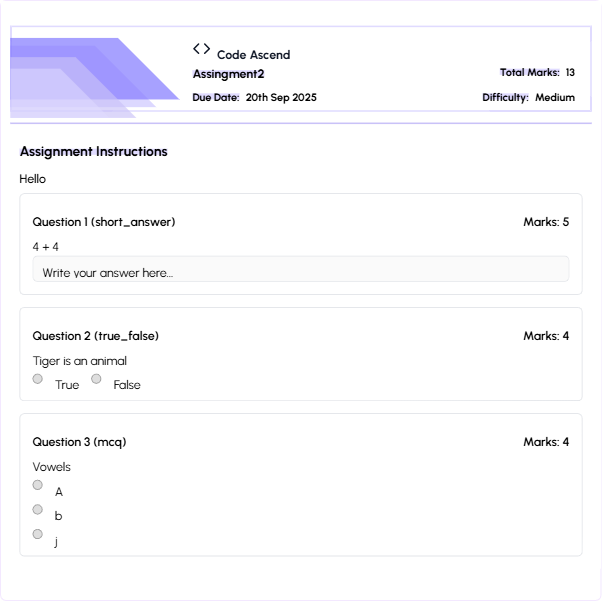 Code Ascend
Assingment2
Total Marks: 13
Due Date: 20th Sep 2025
Difficulty: Medium
Assignment Instructions
Hello
Question 1 (short_answer)
Marks: 5
4 + 4
Write your answer here...
Question 2 (true_false)
Marks: 4
Tiger is an animal
True False
Question 3 (mcq)
Marks: 4
Vowels
A
b
j